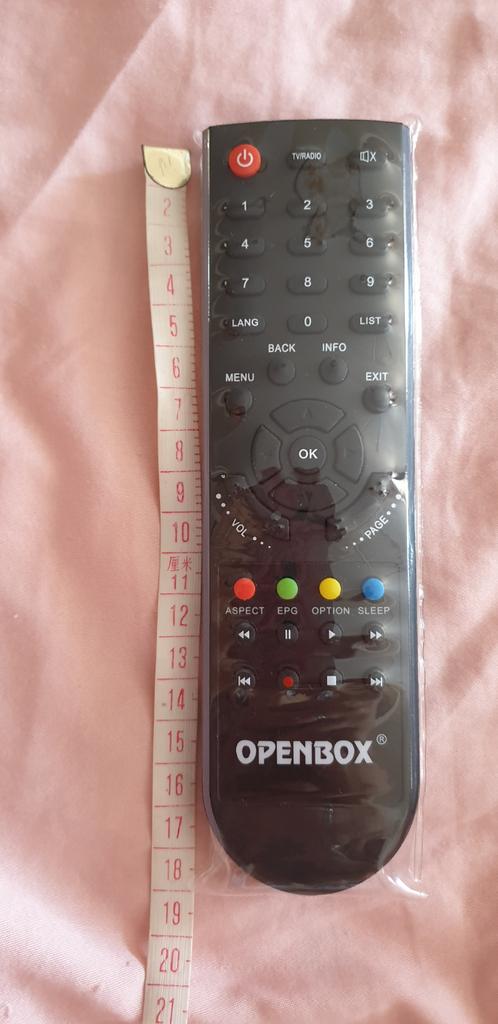 TV/RADIO
1 2 3
4 5 6
7 8 9
LANG 0 LIST
BACK INFO
MENU EXIT
OK
VOL PAGE
ASPECT EPG OPTION SLEEP
OPENBOX®
2
3
4
5
6
7
8
9
10
厘米
11
12
13
14
15
16
17
18
19
20
21